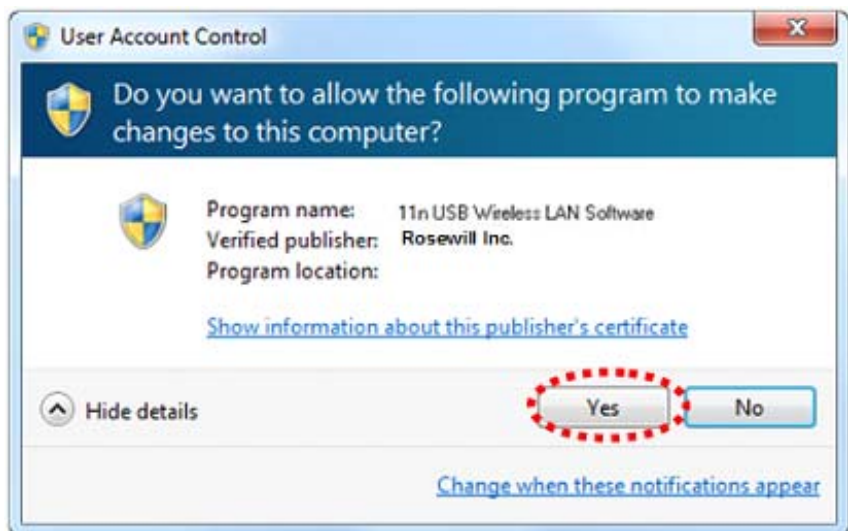 User Account Control
Do you want to allow the following program to make
changes to this computer?
Program name: 11n USB Wireless LAN Software
Verified publisher: Rosewill Inc.
Program location:
Show information about this publisher's certificate
Hide details Yes No
Change when these notifications appear